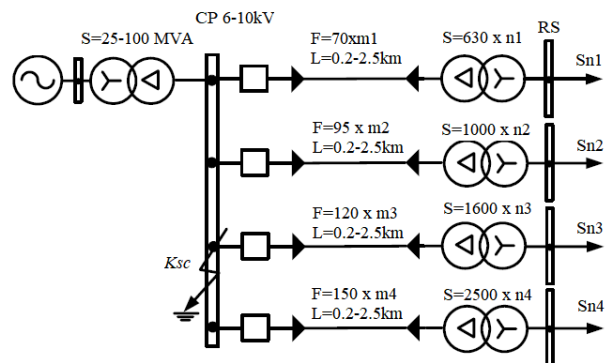 CP 6-10kV
S=25-100 MVA
F=70xm1
L=0.2-2.5km
S=630 x n1
RS
Sn1
F=95 x m2
L=0.2-2.5km
S=1000 x n2
Sn2
F=120 x m3
L=0.2-2.5km
S=1600 x n3
Sn3
Ksc
F=150 x m4
L=0.2-2.5km
S=2500 x n4
Sn4